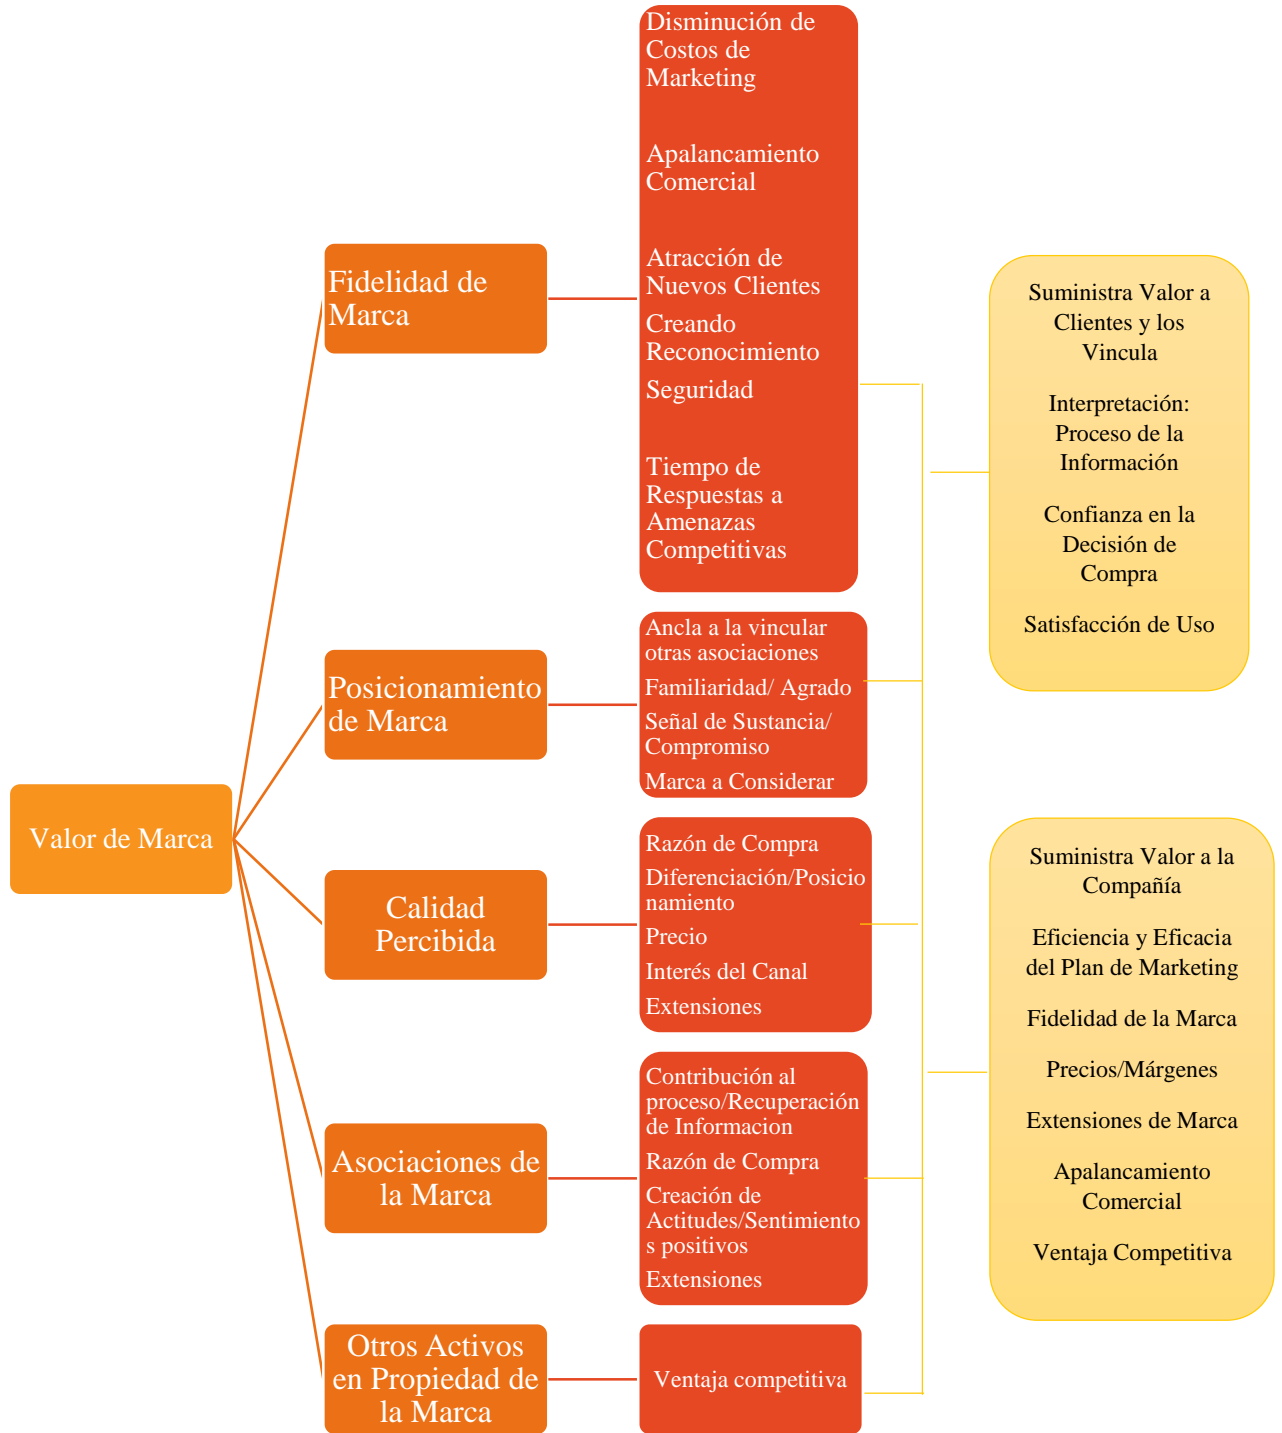 Valor de Marca
Fidelidad de
Marca
Disminución de
Costos de
Marketing
Apalancamiento
Comercial
Atracción de
Nuevos Clientes
Creando
Reconocimiento
Seguridad
Tiempo de
Respuestas a
Amenazas
Competitivas
Posicionamiento
de Marca
Ancla a la vincular
otras asociaciones
Familiaridad/ Agrado
Señal de Sustancia/
Compromiso
Marca a Considerar
Calidad
Percibida
Razón de Compra
Diferenciación/Posicio
namiento
Precio
Interés del Canal
Extensiones
Asociaciones de
la Marca
Contribución al
proceso/Recuperación
de Informacion
Razón de Compra
Creación de
Actitudes/Sentimiento
s positivos
Extensiones
Otros Activos
en Propiedad de
la Marca
Ventaja competitiva
Suministra Valor a
Clientes y los
Vincula
Interpretación:
Proceso de la
Información
Confianza en la
Decisión de
Compra
Satisfacción de Uso
Suministra Valor a la
Compañía
Eficiencia y Eficacia
del Plan de Marketing
Fidelidad de la Marca
Precios/Márgenes
Extensiones de Marca
Apalancamiento
Comercial
Ventaja Competitiva